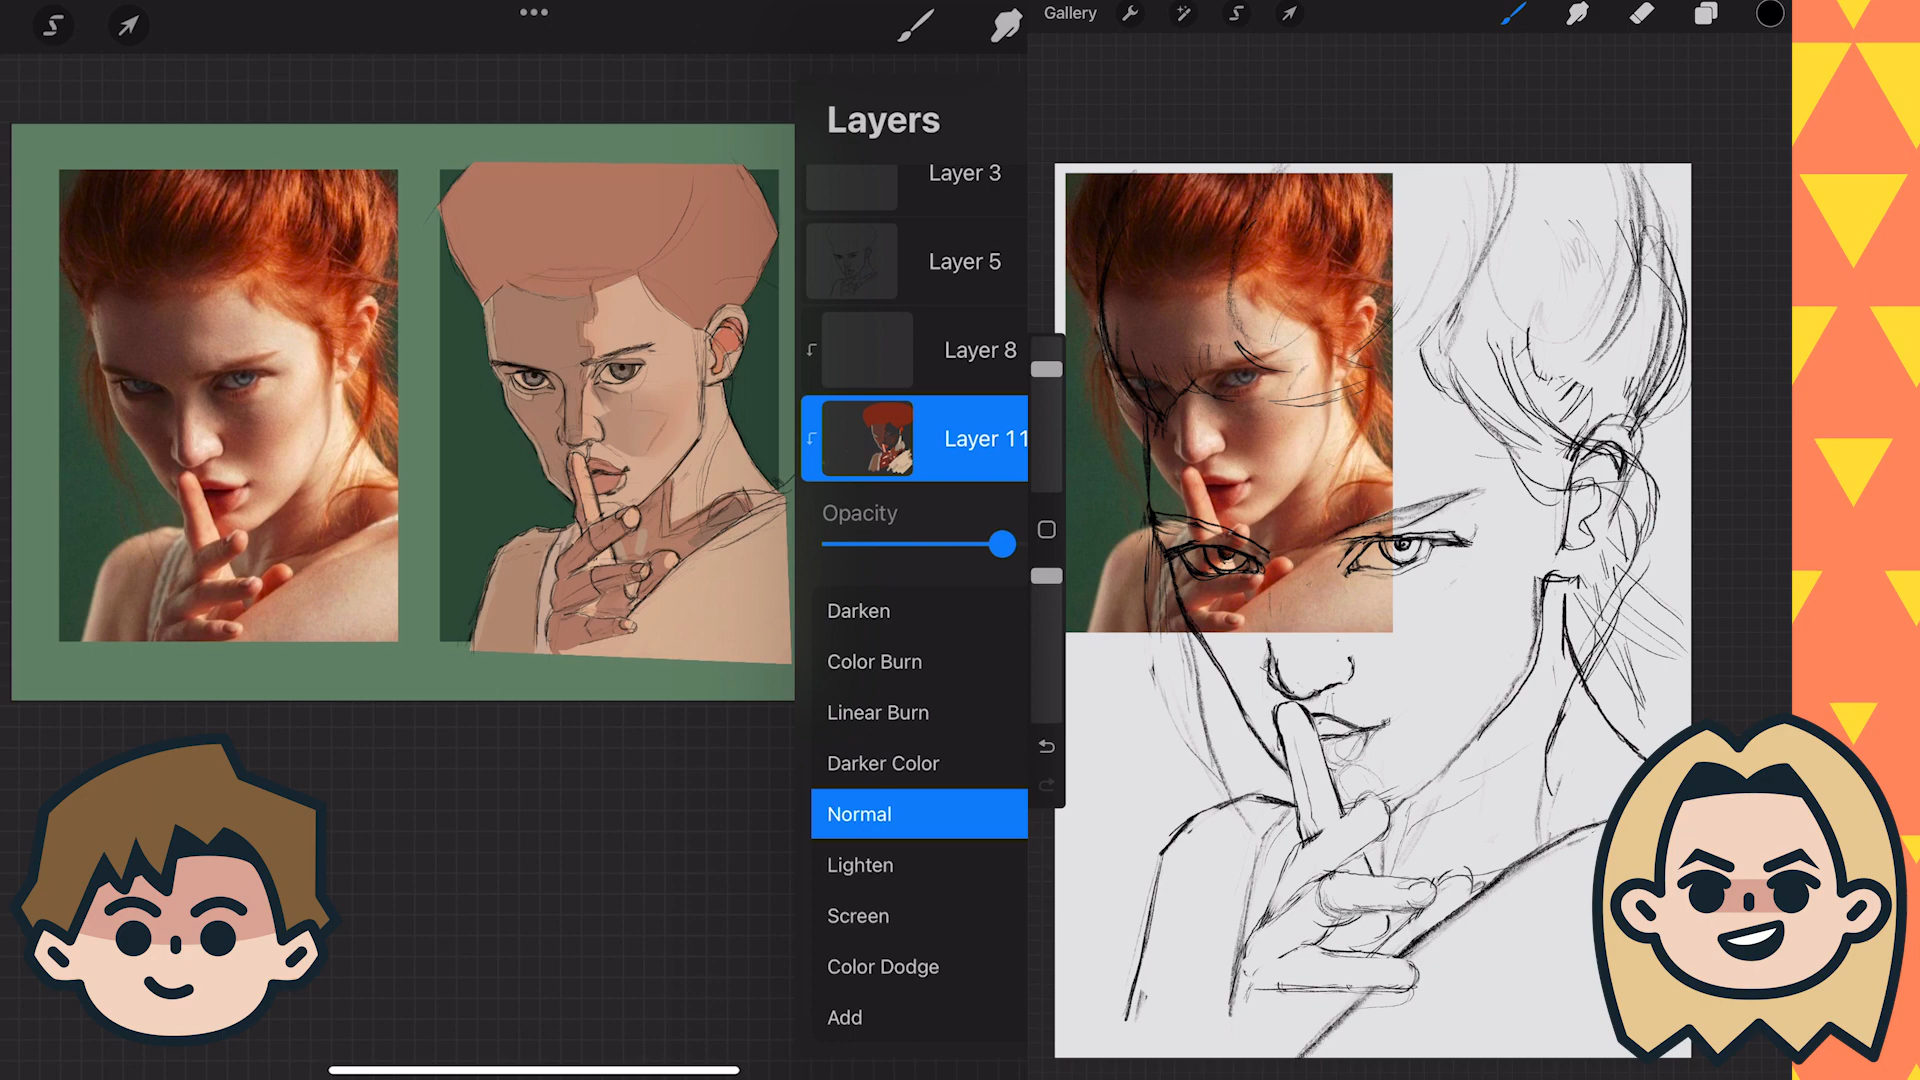 Layers
Layer 3
Layer 5
Layer 8
Layer 11
Opacity
Darken
Color Burn
Linear Burn
Darker Color
Normal
Lighten
Screen
Color Dodge
Add
Gallery